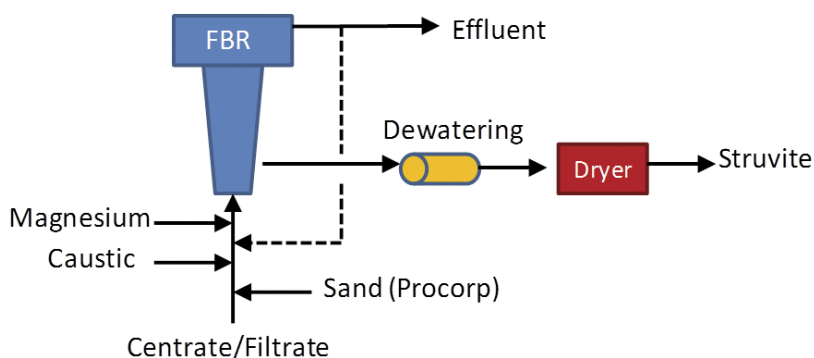 FBR
Effluent
Dewatering
Dryer
Struvite
Magnesium
Caustic
Sand (Procorp)
Centrate/Filtrate